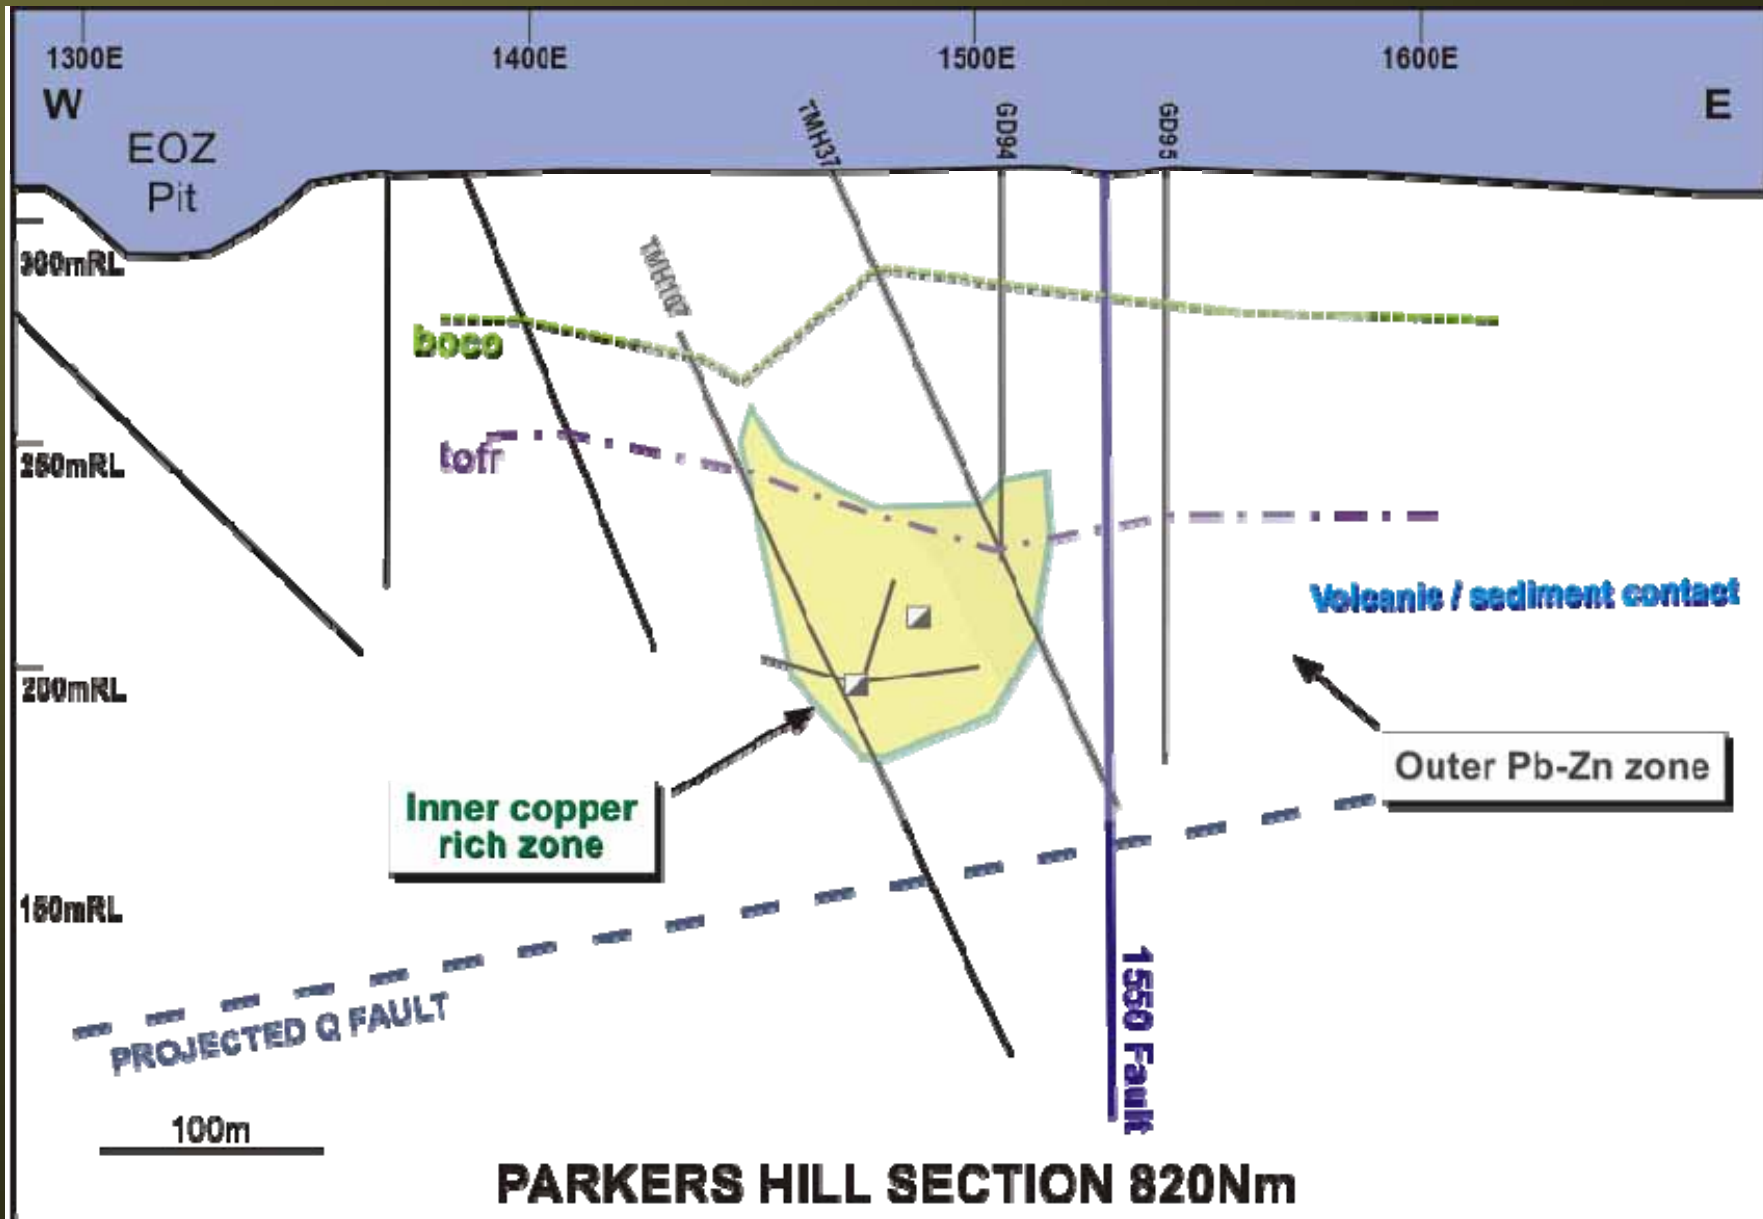 1300E
1400E
1500E
1600E
W
E
EOZ
Pit
TMH37
GD94
GD95
300mRL
TMH107
boco
250mRL
tofr
Volcanic / sediment contact
200mRL
Outer Pb-Zn zone
Inner copper
rich zone
150mRL
1550 Fault
PROJECTED Q FAULT
100m
PARKERS HILL SECTION 820Nm